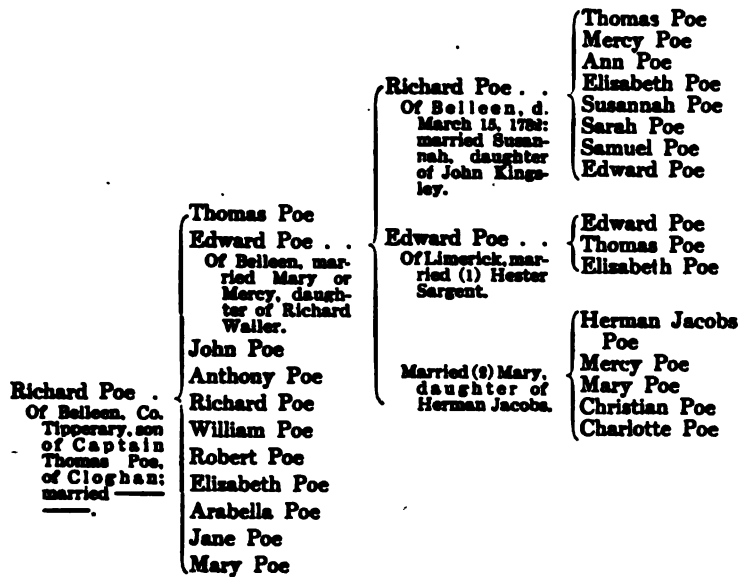 Richard Poe .
Of Belleen, Co.
Tipperary, son
of Captain
Thomas Poe,
of Cloghan;
married ———
———.
Thomas Poe
Edward Poe . .
Of Belleen, mar-
ried Mary or
Mercy, daugh-
ter of Richard
Waller.
John Poe
Anthony Poe
Richard Poe
William Poe
Robert Poe
Elisabeth Poe
Arabella Poe
Jane Poe
Mary Poe
Richard Poe . .
Of Belleen, d.
March 15,
married Susan-
nah, daughter
of John Kings-
ley.
Edward Poe . .
Of Limerick, mar-
ried (1) Hester
Sargent.
Married (2) Mary,
daughter of
Herman Jacobs.
Thomas Poe
Mercy Poe
Ann Poe
Elisabeth Poe
Susannah Poe
Sarah Poe
Samuel Poe
Edward Poe
Edward Poe
Thomas Poe
Elisabeth Poe
Herman Jacobs
Poe
Mercy Poe
Mary Poe
Christian Poe
Charlotte Poe